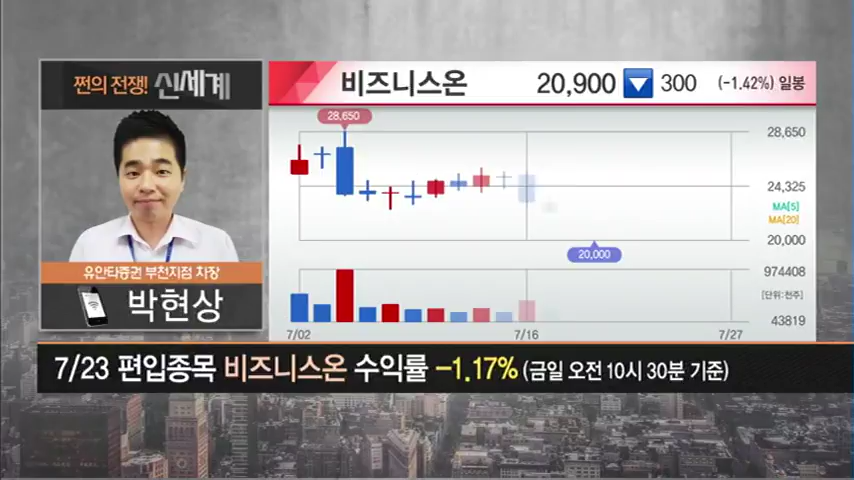 쩐의 전쟁! 신세계
유안타증권 부천지점 차장
박현상
비즈니스온 20,900 ▼ 300 (-1.42%) 일봉
28,650
28,650
24,325
MA[5]
MA[20]
20,000
20,000
974408
[단위:천주]
43819
7/02 7/16 7/27
7/23 편입종목 비즈니스온 수익률 -1.17% (금일 오전 10시 30분 기준)